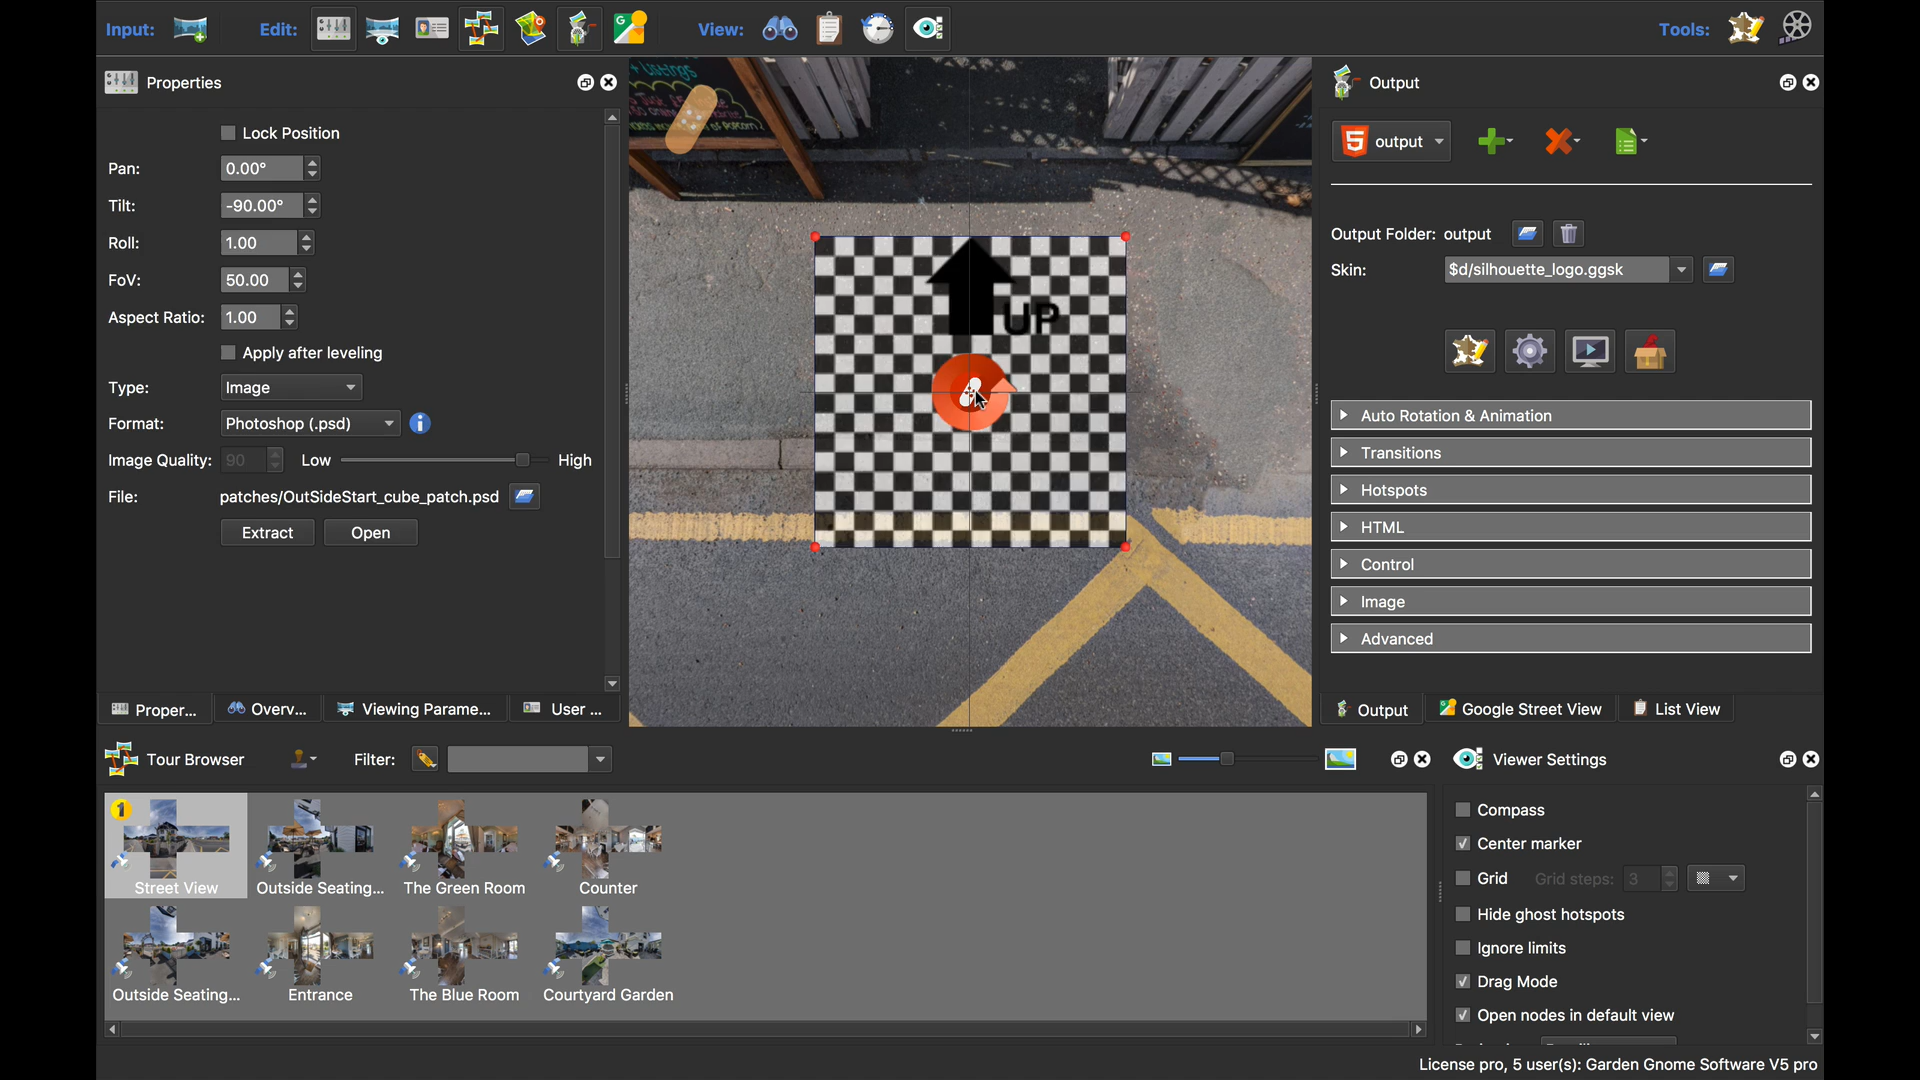 Input: Edit: View: Tools:
Properties
Lock Position
Pan: 0.00°
Tilt: -90.00°
Roll: 1.00
FoV: 50.00
Aspect Ratio: 1.00
Apply after leveling
Type: Image
Format: Photoshop (.psd)
Image Quality: 90 Low High
File: patches/OutSideStart_cube_patch.psd
Extract Open
Proper... Overv... Viewing Parame... User ...
UP
Output
5 output
Output Folder: output
Skin: $d/silhouette_logo.ggsk
Auto Rotation & Animation
Transitions
Hotspots
HTML
Control
Image
Advanced
Output Google Street View List View
Tour Browser Filter:
1
Street View Outside Seating... The Green Room Counter
Outside Seating... Entrance The Blue Room Courtyard Garden
Viewer Settings
Compass
Center marker
Grid Grid steps: 3
Hide ghost hotspots
Ignore limits
Drag Mode
Open nodes in default view
License pro, 5 user(s): Garden Gnome Software V5 pro